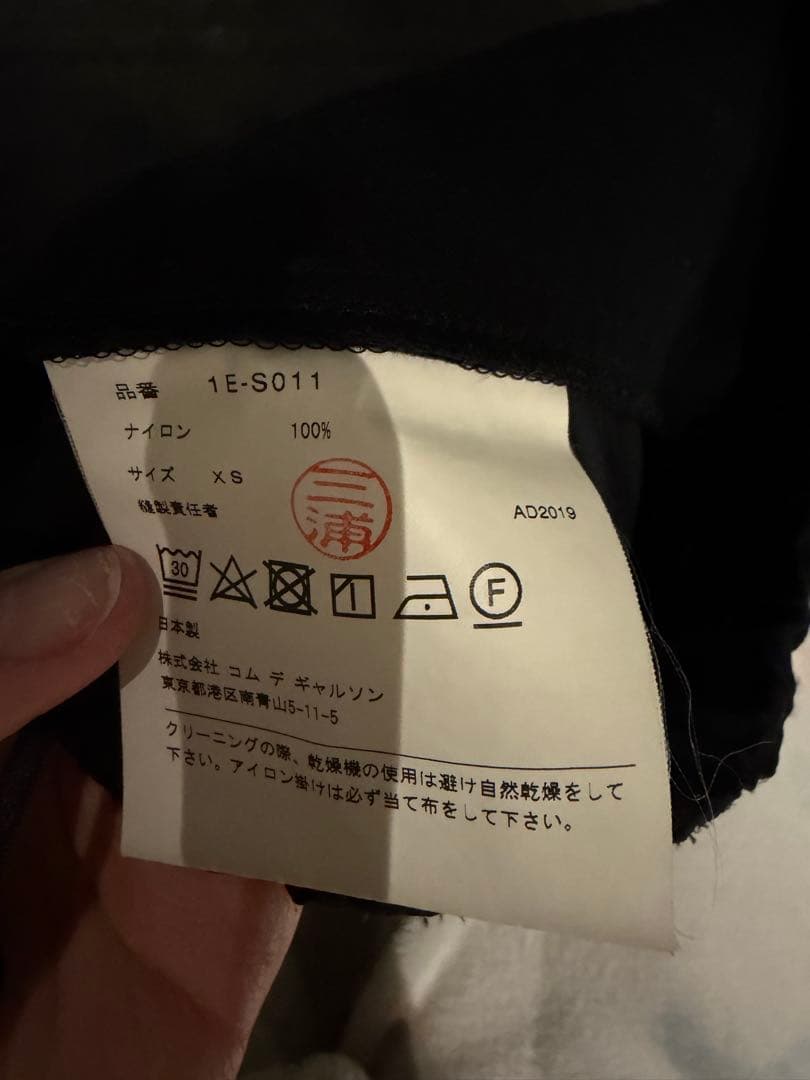 品番 1E-S011
ナイロン 100%
サイズ XS
縫製責任者 三浦 AD2019
30 F
日本製
株式会社 コム デ ギャルソン
東京都港区南青山5-11-5
クリーニングの際、乾燥機の使用は避け自然乾燥をして
下さい。アイロン掛けは必ず当て布をして下さい。